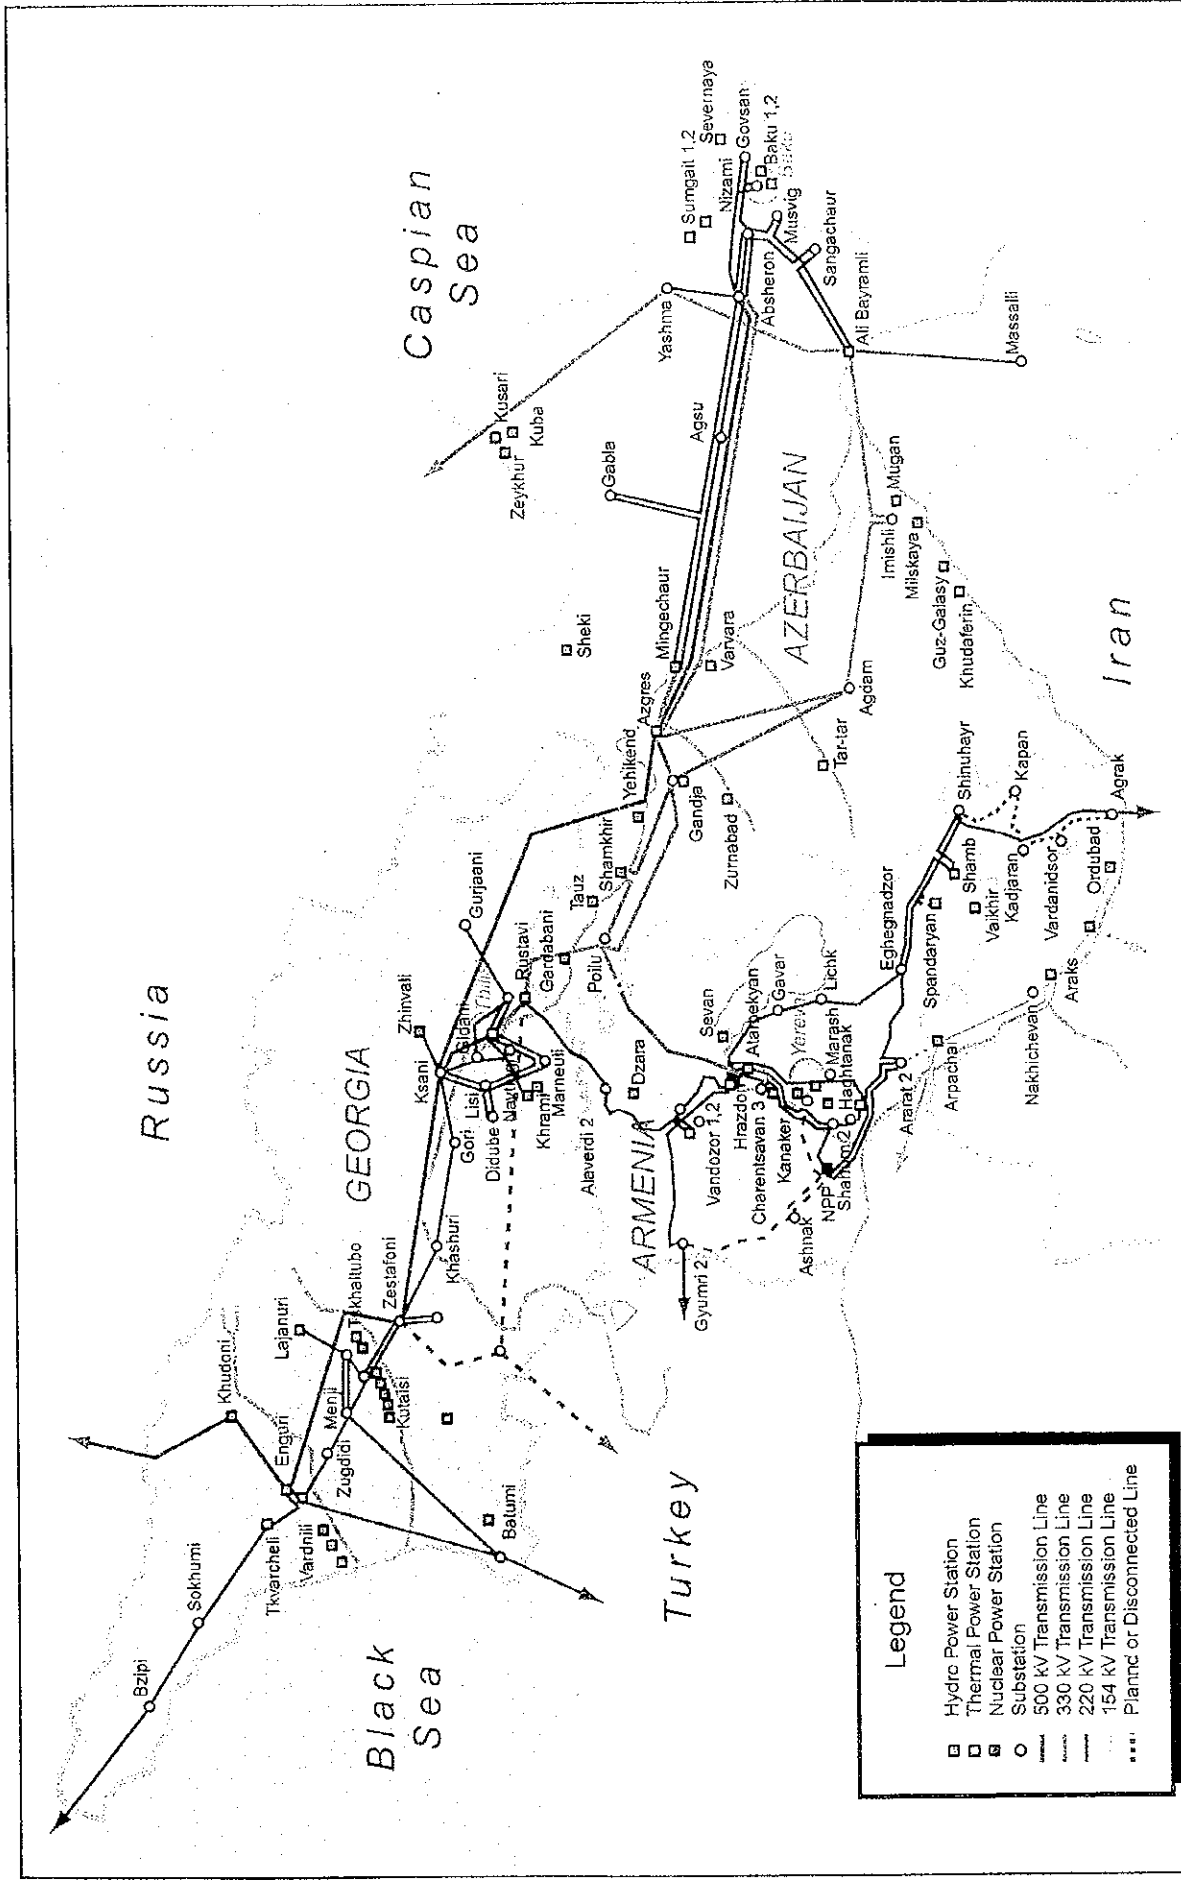 Russia
Caspian
Sea
Black
Sea
Turkey
Iran
GEORGIA
ARMENIA
AZERBAIJAN
Bzipi
Sokhumi
Tkvarcheli
Vardnili
Khudoni
Enguri
Zugdidi
Menji
Lajanuri
Kutaisi
Zestafoni
Batumi
Khashuri
Gori
Ksani
Zhinvali
Lisi
Didube
Khrami
Marneuli
Gurjaani
Rustavi
Gardabani
Tauz
Shamkhir
Poilu
Yehikend
Azgres
Mingechaur
Varvara
Gandja
Zurnabad
Tar-tar
Agdam
Sheki
Gabla
Agsu
Zeykhur
Kusari
Kuba
Yashma
Sumgait 1,2
Severnaya
Nizami
Govsan
Baku 1,2
Baku
Musvig
Absheron
Sangachaur
Ali Bayramli
Massalli
Imishli
Mugan
Milskaya
Guz-Galasy
Khudaferin
Alaverdi 2
Dzara
Sevan
Atarbekyan
Gavar
Lichk
Yerevan
Marash
Haghtanak
Vandozor 1,2
Hrazdon
Charentsavan 3
Kanaker
NPP
Shahum 2
Ashnak
Gyumri 2
Ararat 2
Eghegnadzor
Spandaryan
Shamb
Vaikhir
Shinuhayr
Kapan
Kadjaran
Vardanidsor
Agrak
Ordubad
Araks
Nakhichevan
Arpachai
Legend
Hydro Power Station
Thermal Power Station
Nuclear Power Station
Substation
500 kV Transmission Line
330 kV Transmission Line
220 kV Transmission Line
154 kV Transmission Line
Plannd or Disconnected Line